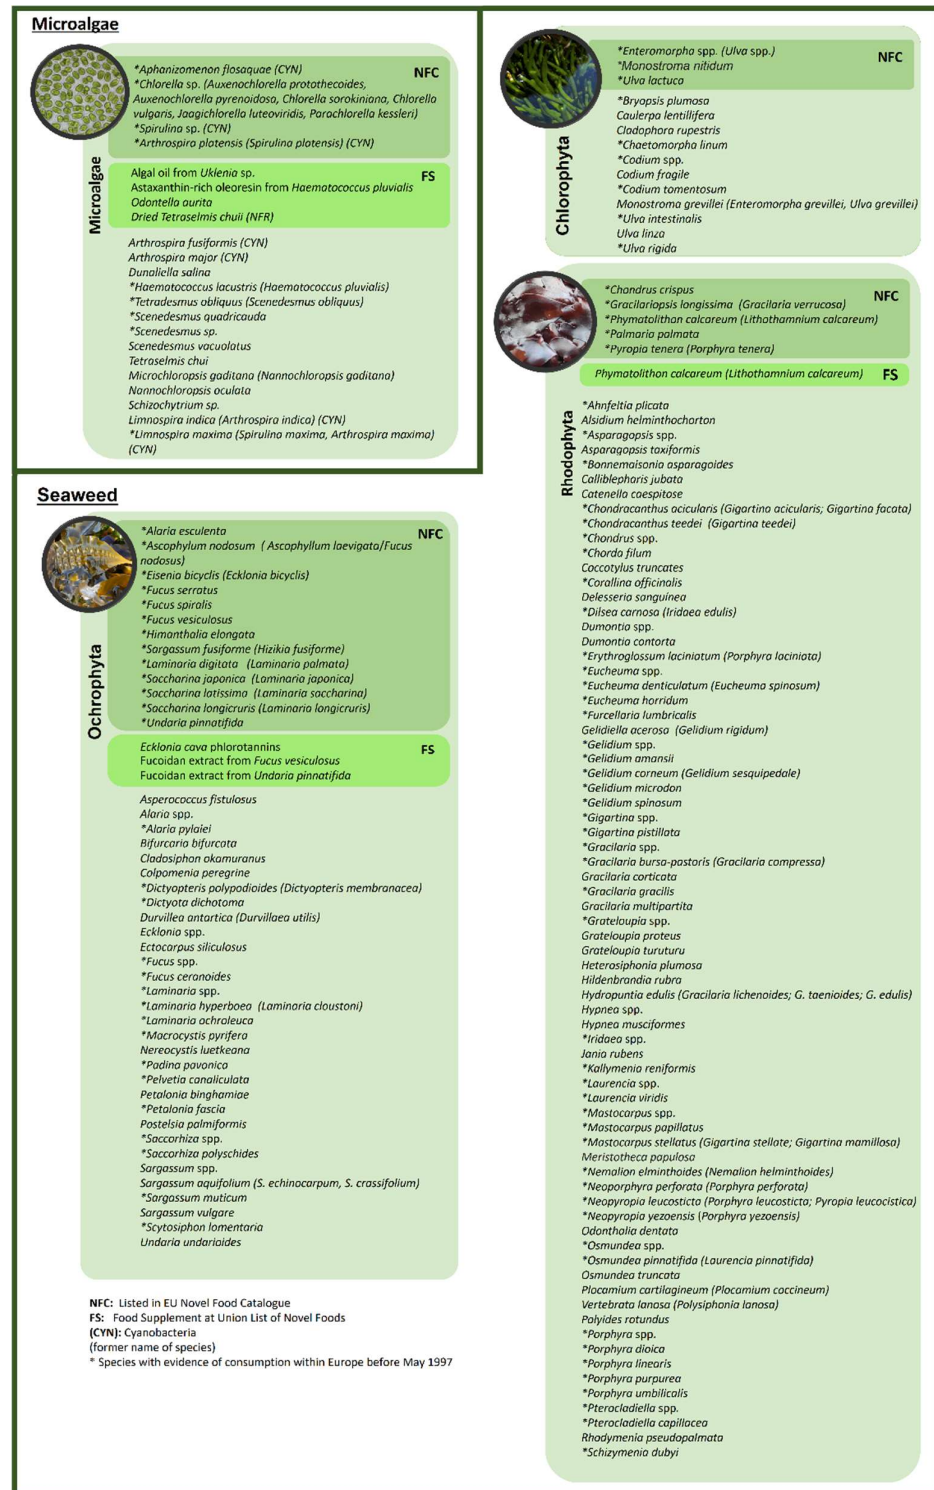 Microalgae
Microalgae
NFC
*Aphanizomenon flosaquae (CYN)
*Chlorella sp. (Auxenochlorella protothecoides,
Auxenochlorella pyrenoidosa, Chlorella sorokiniana, Chlorella
vulgaris, Jaagichlorella luteoviridis, Parachlorella kessleri)
*Spirulina sp. (CYN)
*Arthrospira platensis (Spirulina platensis) (CYN)
FS
Algal oil from Uklenia sp.
Astaxanthin-rich oleoresin from Haematococcus pluvialis
Odontella aurita
Dried Tetraselmis chuii (NFR)
Arthrospira fusiformis (CYN)
Arthrospira major (CYN)
Dunaliella salina
*Haematococcus lacustris (Haematococcus pluvialis)
*Tetradesmus obliquus (Scenedesmus obliquus)
*Scenedesmus quadricauda
*Scenedesmus sp.
Scenedesmus vacuolatus
Tetraselmis chui
Microchloropsis gaditana (Nannochloropsis gaditana)
Nannochloropsis oculata
Schizochytrium sp.
Limnospira indica (Arthrospira indica) (CYN)
*Limnospira maxima (Spirulina maxima, Arthrospira maxima)
(CYN)
Seaweed
Ochrophyta
NFC
*Alaria esculenta
*Ascophylum nodosum ( Ascophyllum laevigata/Fucus
nodosus)
*Eisenia bicyclis (Ecklonia bicyclis)
*Fucus serratus
*Fucus spiralis
*Fucus vesiculosus
*Himanthalia elongata
*Sargassum fusiforme (Hizikia fusiforme)
*Laminaria digitata (Laminaria palmata)
*Saccharina japonica (Laminaria japonica)
*Saccharina latissima (Laminaria saccharina)
*Saccharina longicruris (Laminaria longicruris)
*Undaria pinnatifida
FS
Ecklonia cava phlorotannins
Fucoidan extract from Fucus vesiculosus
Fucoidan extract from Undaria pinnatifida
Asperococcus fistulosus
Alaria spp.
*Alaria pylaiei
Bifurcaria bifurcata
Cladosiphon okamuranus
Colpomenia peregrine
*Dictyopteris polypodioides (Dictyopteris membranacea)
*Dictyota dichotoma
Durvillea antartica (Durvillaea utilis)
Ecklonia spp.
Ectocarpus siliculosus
*Fucus spp.
*Fucus ceranoides
*Laminaria spp.
*Laminaria hyperboea (Laminaria cloustoni)
*Laminaria ochroleuca
*Macrocystis pyrifera
Nereocystis luetkeana
*Padina pavonica
*Pelvetia canaliculata
Petalonia binghamiae
*Petalonia fascia
Postelsia palmiformis
*Saccorhiza spp.
*Saccorhiza polyschides
Sargassum spp.
Sargassum aquifolium (S. echinocarpum, S. crassifolium)
*Sargassum muticum
Sargassum vulgare
*Scytosiphon lomentaria
Undaria undarioides
NFC: Listed in EU Novel Food Catalogue
FS: Food Supplement at Union List of Novel Foods
(CYN): Cyanobacteria
(former name of species)
* Species with evidence of consumption within Europe before May 1997
Chlorophyta
NFC
*Enteromorpha spp. (Ulva spp.)
*Monostroma nitidum
*Ulva lactuca
*Bryopsis plumosa
Caulerpa lentillifera
Cladophora rupestris
*Chaetomorpha linum
*Codium spp.
Codium fragile
*Codium tomentosum
Monostroma grevillei (Enteromorpha grevillei, Ulva grevillei)
*Ulva intestinalis
Ulva linza
*Ulva rigida
Rhodophyta
NFC
*Chondrus crispus
*Gracilariopsis longissima (Gracilaria verrucosa)
*Phymatolithon calcareum (Lithothamnium calcareum)
*Palmaria palmata
*Pyropia tenera (Porphyra tenera)
Phymatolithon calcareum (Lithothamnium calcareum) FS
*Ahnfeltia plicata
Alsidium helminthochorton
*Asparagopsis spp.
Asparagopsis taxiformis
*Bonnemaisonia asparagoides
Calliblepharis jubata
Catenella caespitose
*Chondracanthus acicularis (Gigartina acicularis; Gigartina facata)
*Chondracanthus teedei (Gigartina teedei)
*Chondrus spp.
*Chorda filum
Coccotylus truncates
*Corallina officinalis
Delesseria sanguínea
*Dilsea carnosa (Iridaea edulis)
Dumontia spp.
Dumontia contorta
*Erythroglossum laciniatum (Porphyra laciniata)
*Eucheuma spp.
*Eucheuma denticulatum (Eucheuma spinosum)
*Eucheuma horridum
*Furcellaria lumbricalis
Gelidiella acerosa (Gelidium rigidum)
*Gelidium spp.
*Gelidium amansii
*Gelidium corneum (Gelidium sesquipedale)
*Gelidium microdon
*Gelidium spinosum
*Gigartina spp.
*Gigartina pistillata
*Gracilaria spp.
*Gracilaria bursa-pastoris (Gracilaria compressa)
Gracilaria corticata
*Gracilaria gracilis
Gracilaria multipartita
*Grateloupia spp.
Grateloupia proteus
Grateloupia turuturu
Heterosiphonia plumosa
Hildenbrandia rubra
Hydropuntia edulis (Gracilaria lichenoides; G. taenioides; G. edulis)
Hypnea spp.
Hypnea musciformes
*Iridaea spp.
Jania rubens
*Kallymenia reniformis
*Laurencia spp.
*Laurencia viridis
*Mastocarpus spp.
*Mastocarpus papillatus
*Mastocarpus stellatus (Gigartina stellate; Gigartina mamillosa)
Meristotheca papulosa
*Nemalion elminthoides (Nemalion helminthoides)
*Neoporphyra perforata (Porphyra perforata)
*Neopyropia leucosticta (Porphyra leucosticta; Pyropia leucocistica)
*Neopyropia yezoensis (Porphyra yezoensis)
Odonthalia dentata
*Osmundea spp.
*Osmundea pinnatifida (Laurencia pinnatifida)
Osmundea truncata
Plocamium cartilagineum (Plocamium coccineum)
Vertebrata lanosa (Polysiphonia lanosa)
Polyides rotundus
*Porphyra spp.
*Porphyra dioica
*Porphyra linearis
*Porphyra purpurea
*Porphyra umbilicalis
*Pterocladiella spp.
*Pterocladiella capillacea
Rhodymenia pseudopalmata
*Schizymenia dubyi